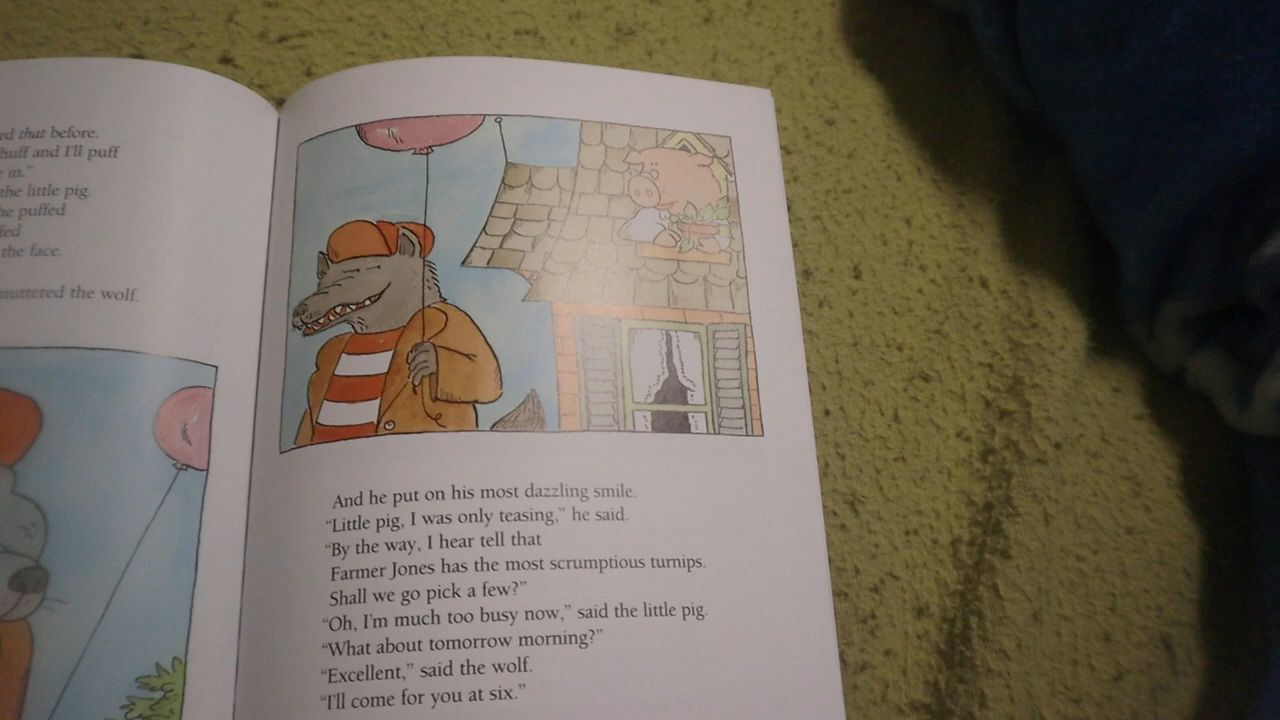 rd that before.
huff and I'll puff
in."
the little pig.
he puffed
the face.
muttered the wolf.
And he put on his most dazzling smile.
"Little pig, I was only teasing," he said.
"By the way, I hear tell that
Farmer Jones has the most scrumptious turnips.
Shall we go pick a few?"
"Oh, I'm much too busy now," said the little pig.
"What about tomorrow morning?"
"Excellent," said the wolf.
"I'll come for you at six."